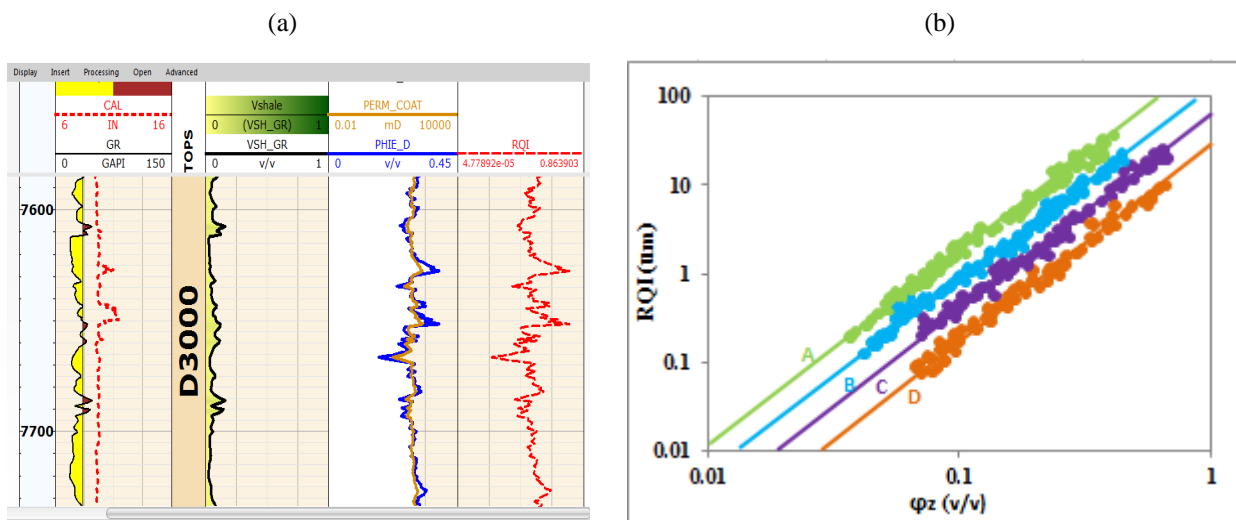 (a)
(b)
Display Insert Processing Open Advanced
CAL
6 IN 16
GR
0 GAPI 150
TOPS
Vshale
0 (VSH_GR) 1
VSH_GR
0 v/v 1
PERM_COAT
0.01 mD 10000
PHIE_D
0 v/v 0.45
RQI
4.77892e-05 0.863903
7600
7700
D3000
100
10
1
0.1
0.01
RQI (um)
A
B
C
D
0.01 0.1 1
φz (v/v)